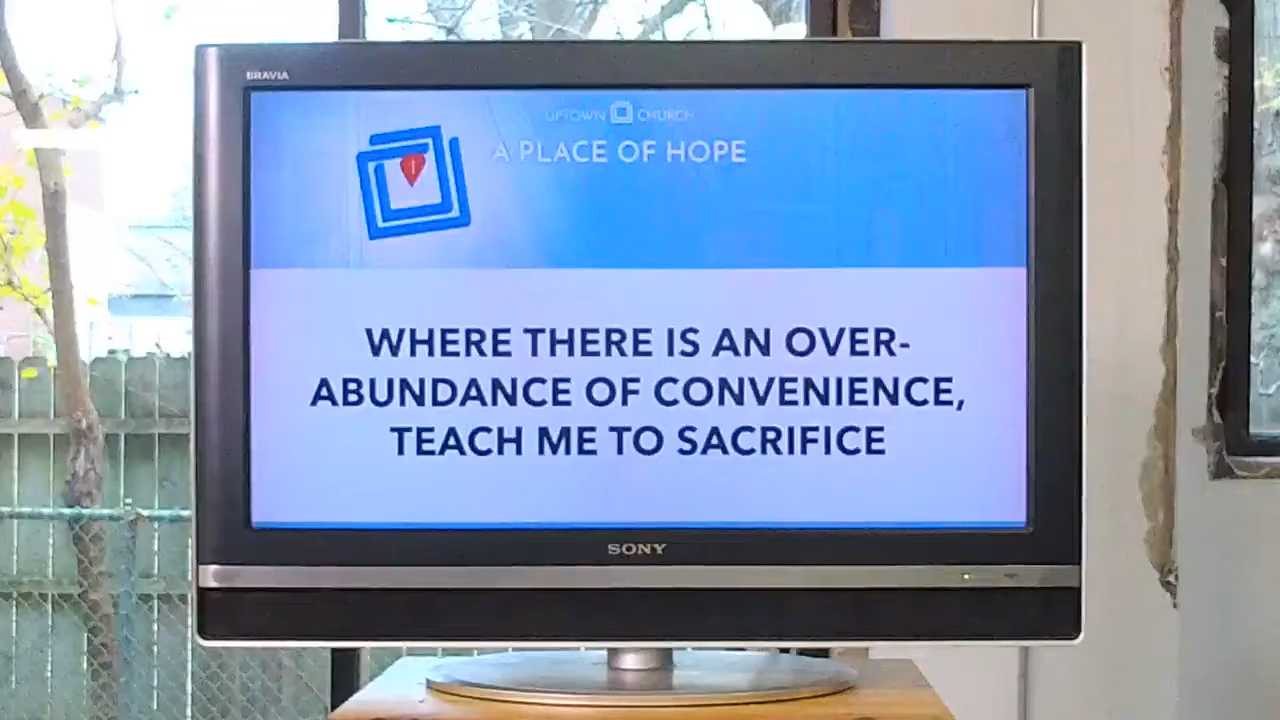 BRAVIA
UPTOWN CHURCH
A PLACE OF HOPE
WHERE THERE IS AN OVER-
ABUNDANCE OF CONVENIENCE,
TEACH ME TO SACRIFICE
SONY